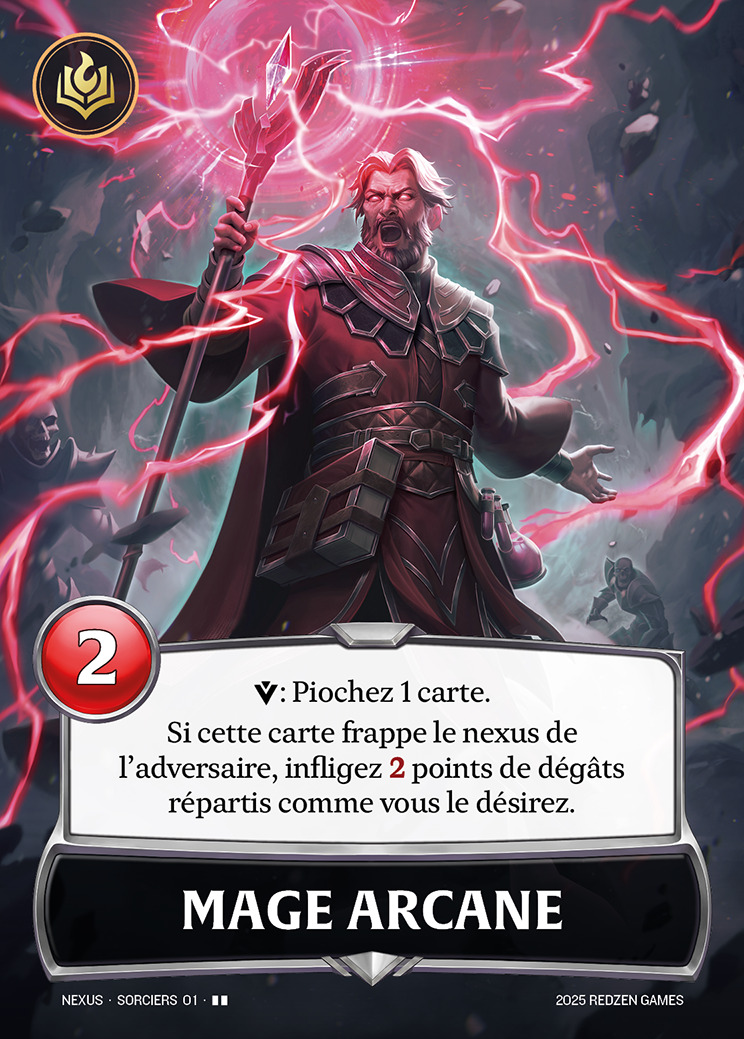 2
: Piochez 1 carte.
Si cette carte frappe le nexus de
l’adversaire, infligez 2 points de dégâts
répartis comme vous le désirez.
MAGE ARCANE
NEXUS · SORCIERS 01 ·
2025 REDZEN GAMES